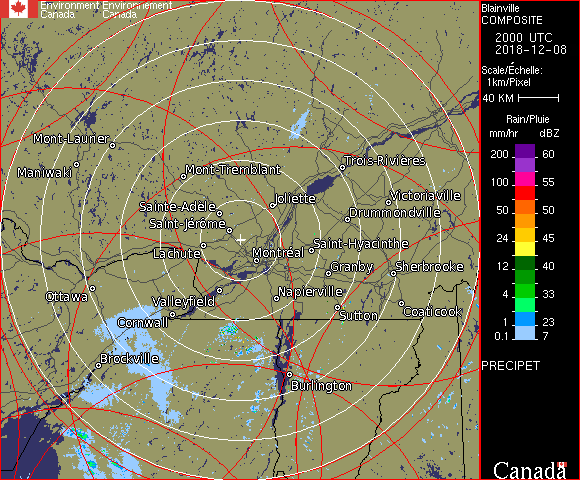 Environment Environnement
Canada Canada
Blainville
COMPOSITE
2000 UTC
2018-12-08
Scale/Échelle:
1km/Pixel
40 KM
Rain/Pluie
mm/hr dBZ
200 60
100 55
50 50
24 45
12 40
4 33
1 23
0.1 7
PRECIPET
Canada
Mont-Laurier
Maniwaki
Mont-Tremblant
Trois-Rivières
Joliette
Victoriaville
Sainte-Adèle
Drummondville
Saint-Jérôme
Lachute
Montréal
Saint-Hyacinthe
Granby
Sherbrooke
Ottawa
Valleyfield
Napierville
Cornwall
Sutton
Coaticook
Brockville
Burlington